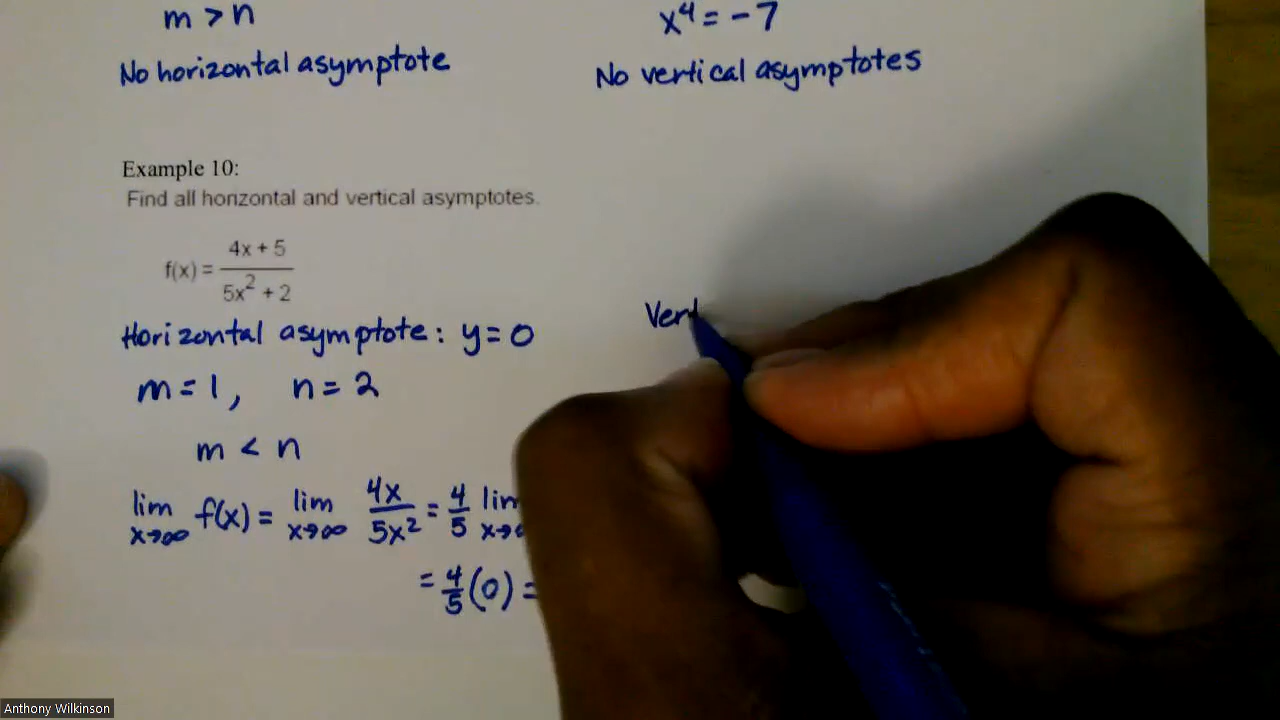 m > n
No horizontal asymptote
x⁴ = -7
No vertical asymptotes
Example 10:
Find all horizontal and vertical asymptotes.
f(x) = (4x + 5)/(5x² + 2)
Horizontal asymptote: y = 0
m = 1, n = 2
m < n
lim x→∞ f(x) = lim x→∞ 4x/5x² = 4/5 lim
= 4/5 (0) =
Vert
Anthony Wilkinson